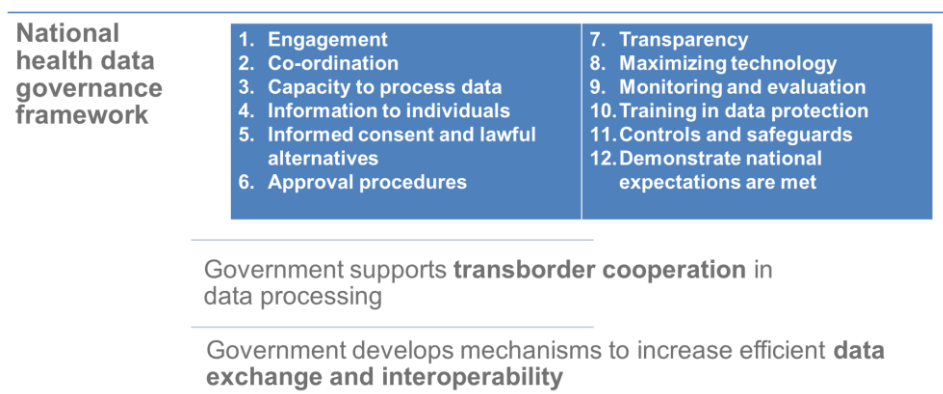 National
health data
governance
framework
1. Engagement
2. Co-ordination
3. Capacity to process data
4. Information to individuals
5. Informed consent and lawful
alternatives
6. Approval procedures
7. Transparency
8. Maximizing technology
9. Monitoring and evaluation
10. Training in data protection
11. Controls and safeguards
12. Demonstrate national
expectations are met
Government supports transborder cooperation in
data processing
Government develops mechanisms to increase efficient data
exchange and interoperability